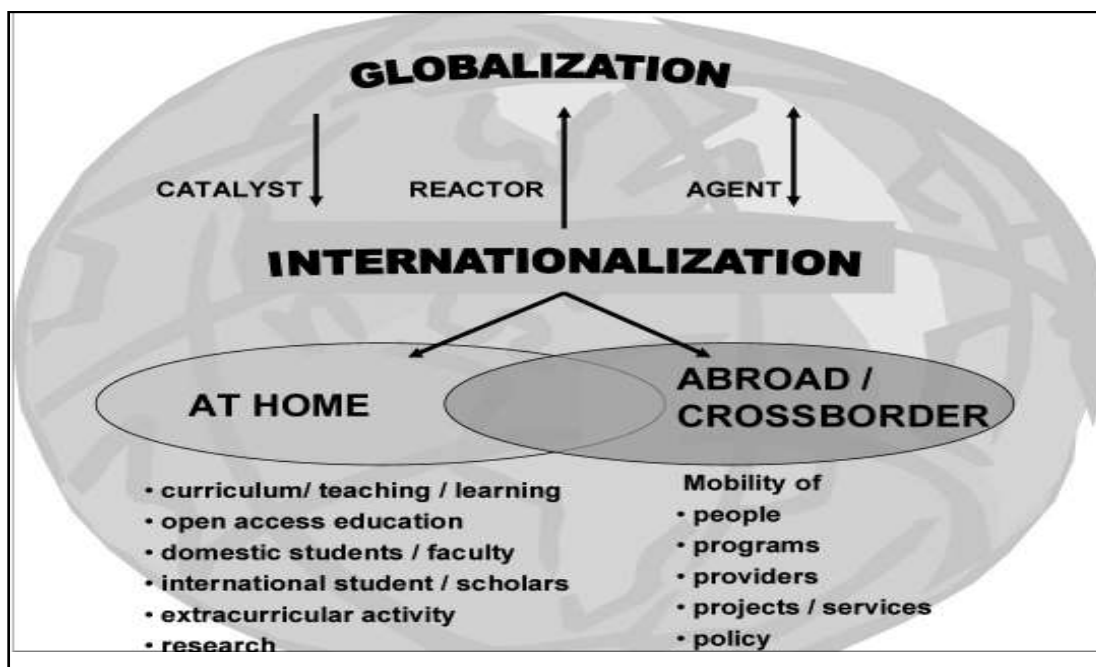 GLOBALIZATION
CATALYST REACTOR AGENT
INTERNATIONALIZATION
AT HOME
ABROAD /
CROSSBORDER
• curriculum/ teaching / learning
• open access education
• domestic students / faculty
• international student / scholars
• extracurricular activity
• research
Mobility of
• people
• programs
• providers
• projects / services
• policy